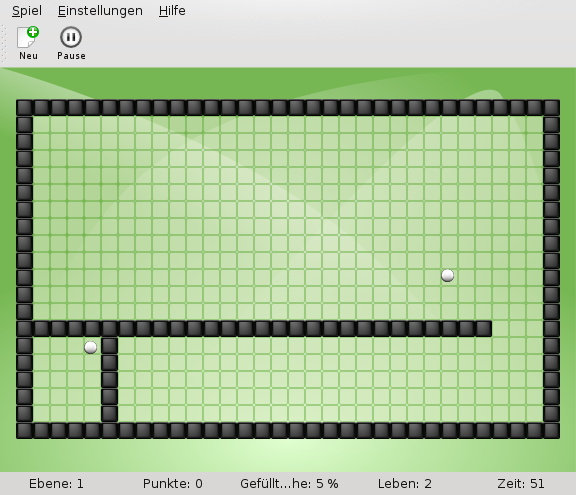 Spiel Einstellungen Hilfe
Neu Pause
Ebene: 1 Punkte: 0 Gefüllt...he: 5 % Leben: 2 Zeit: 51